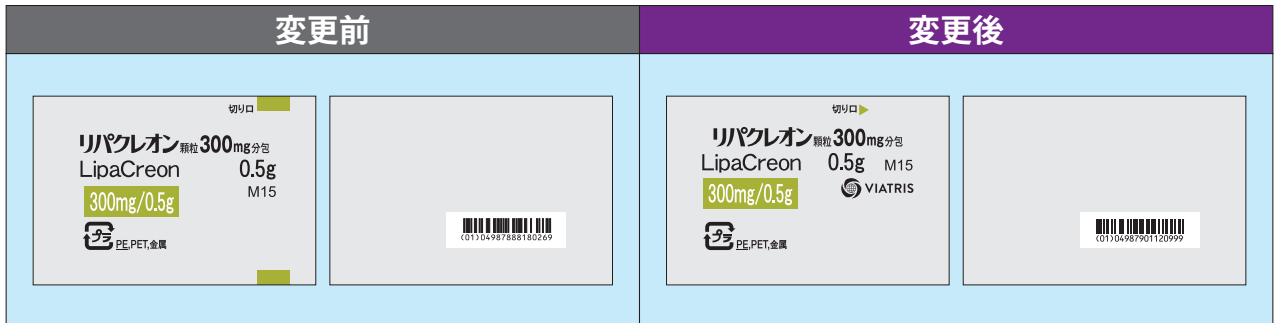 変更前
切り口
リパクレオン顆粒300mg分包
LipaCreon 0.5g
M15
300mg/0.5g
プラ PE,PET,金属
(01)04987888180269
変更後
切り口▶
リパクレオン顆粒300mg分包
LipaCreon 0.5g M15
300mg/0.5g VIATRIS
プラ PE,PET,金属
(01)04987901120999